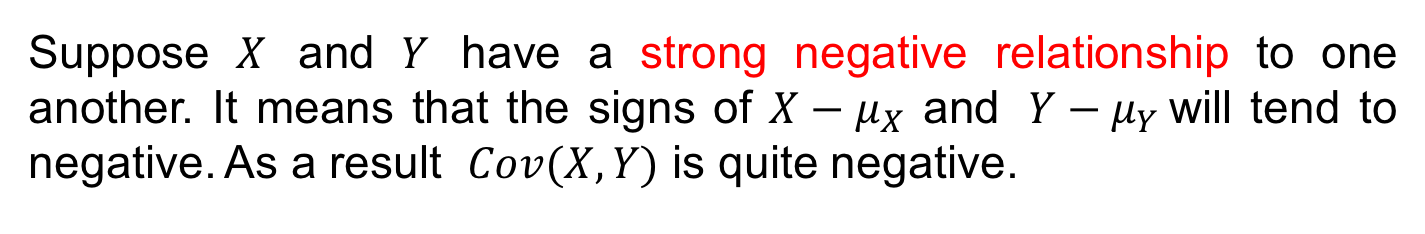 Suppose X and Y have a strong negative relationship to one
another. It means that the signs of X − μ_X and Y − μ_Y will tend to
negative. As a result Cov(X, Y) is quite negative.